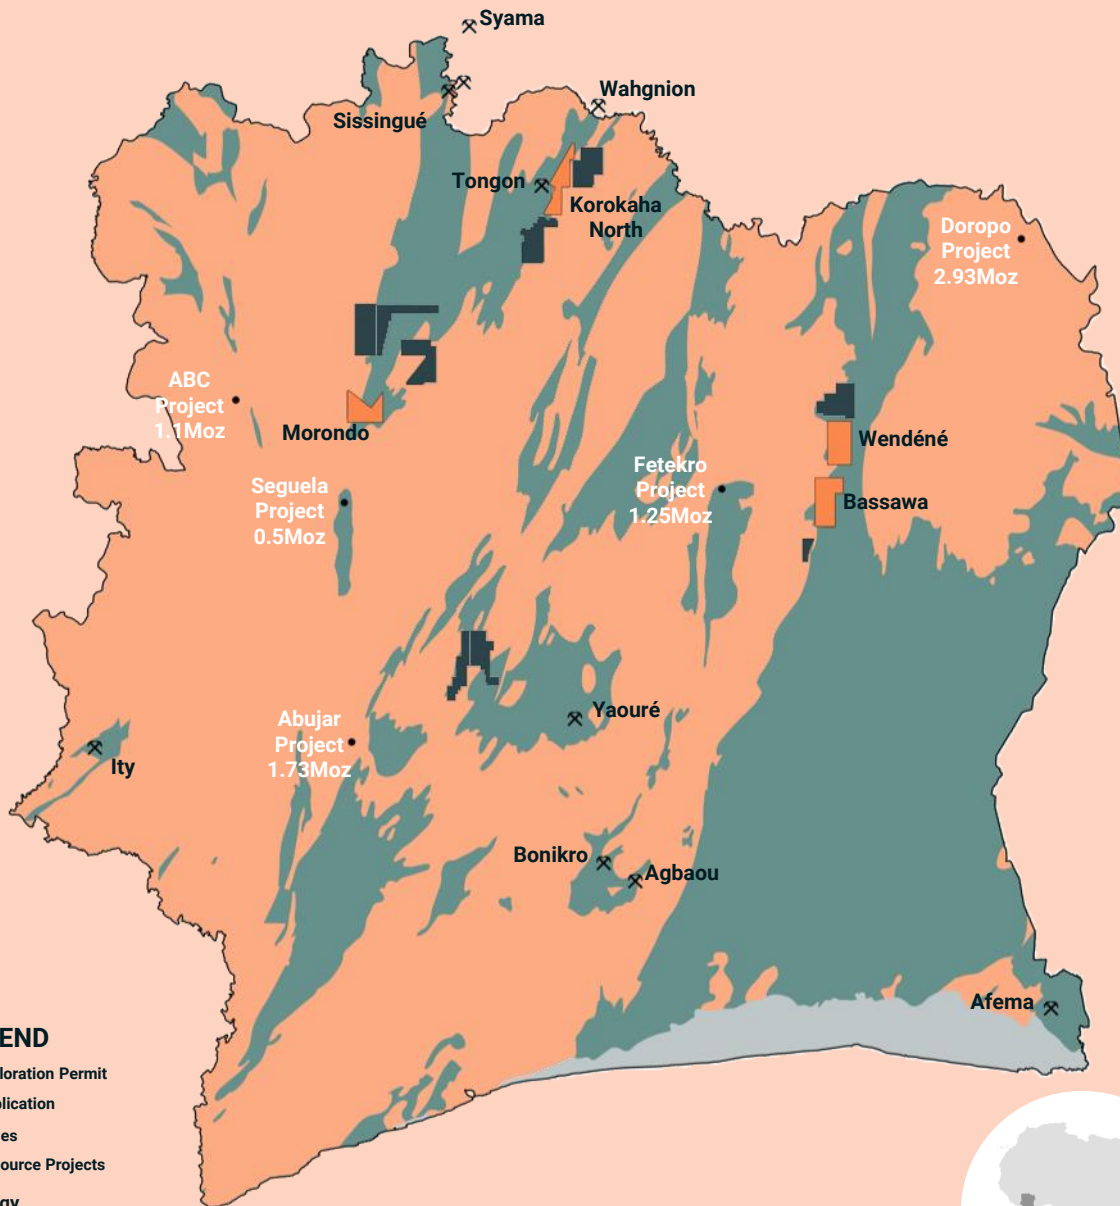 Syama
Wahgnion
Sissingué
Tongon
Korokaha
North
Doropo
Project
2.93Moz
ABC
Project
1.1Moz
Morondo
Wendéné
Fetekro
Project
1.25Moz
Seguela
Project
0.5Moz
Bassawa
Yaouré
Abujar
Project
1.73Moz
Ity
Bonikro
Agbaou
Afema
END
loration Permit
lication
es
ource Projects
gy